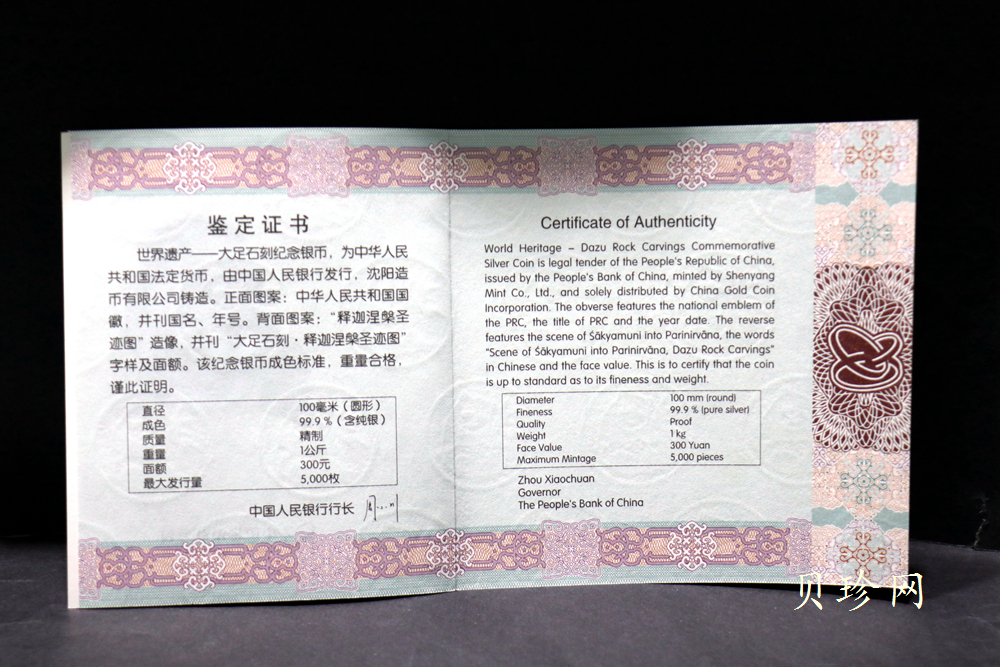 鉴定证书
世界遗产——大足石刻纪念银币，为中华人民
共和国法定货币，由中国人民银行发行，沈阳造
币有限公司铸造。正面图案：中华人民共和国国
徽，并刊国名、年号。背面图案：“释迦涅槃圣
迹图”造像，并刊“大足石刻·释迦涅槃圣迹图”
字样及面额。该纪念银币成色标准，重量合格，
谨此证明。
直径 100毫米（圆形）
成色 99.9％（含纯银）
质量 精制
重量 1公斤
面额 300元
最大发行量 5,000枚
中国人民银行行长
Certificate of Authenticity
World Heritage – Dazu Rock Carvings Commemorative
Silver Coin is legal tender of the People's Republic of China,
issued by the People's Bank of China, minted by Shenyang
Mint Co., Ltd., and solely distributed by China Gold Coin
Incorporation. The obverse features the national emblem of
the PRC, the title of PRC and the year date. The reverse
features the scene of Śākyamuni into Parinirvāna, the words
"Scene of Śākyamuni into Parinirvāna, Dazu Rock Carvings"
in Chinese and the face value. This is to certify that the coin
is up to standard as to its fineness and weight.
Diameter 100 mm (round)
Fineness 99.9 % (pure silver)
Quality Proof
Weight 1 kg
Face Value 300 Yuan
Maximum Mintage 5,000 pieces
Zhou Xiaochuan
Governor
The People's Bank of China
贝珍网